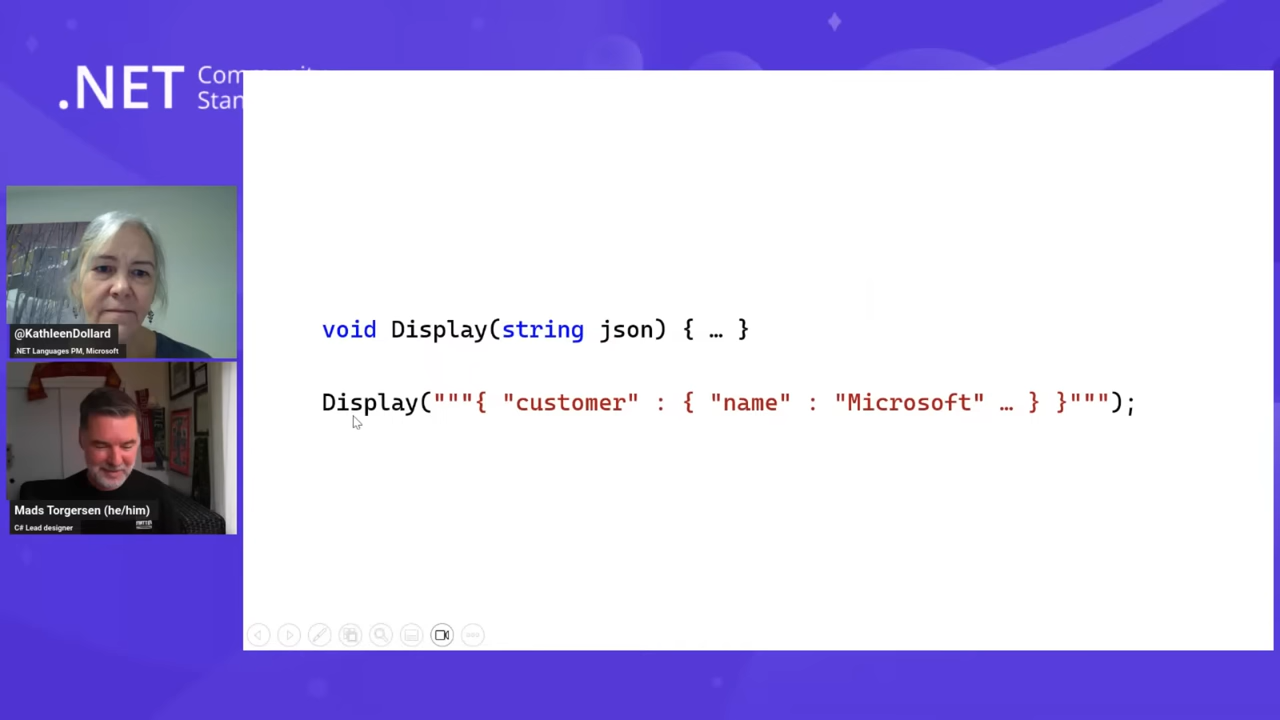 .NET
@KathleenDollard
.NET Languages PM, Microsoft
Mads Torgersen (he/him)
C# Lead designer
void Display(string json) { … }
Display("""{ "customer" : { "name" : "Microsoft" … } }""");